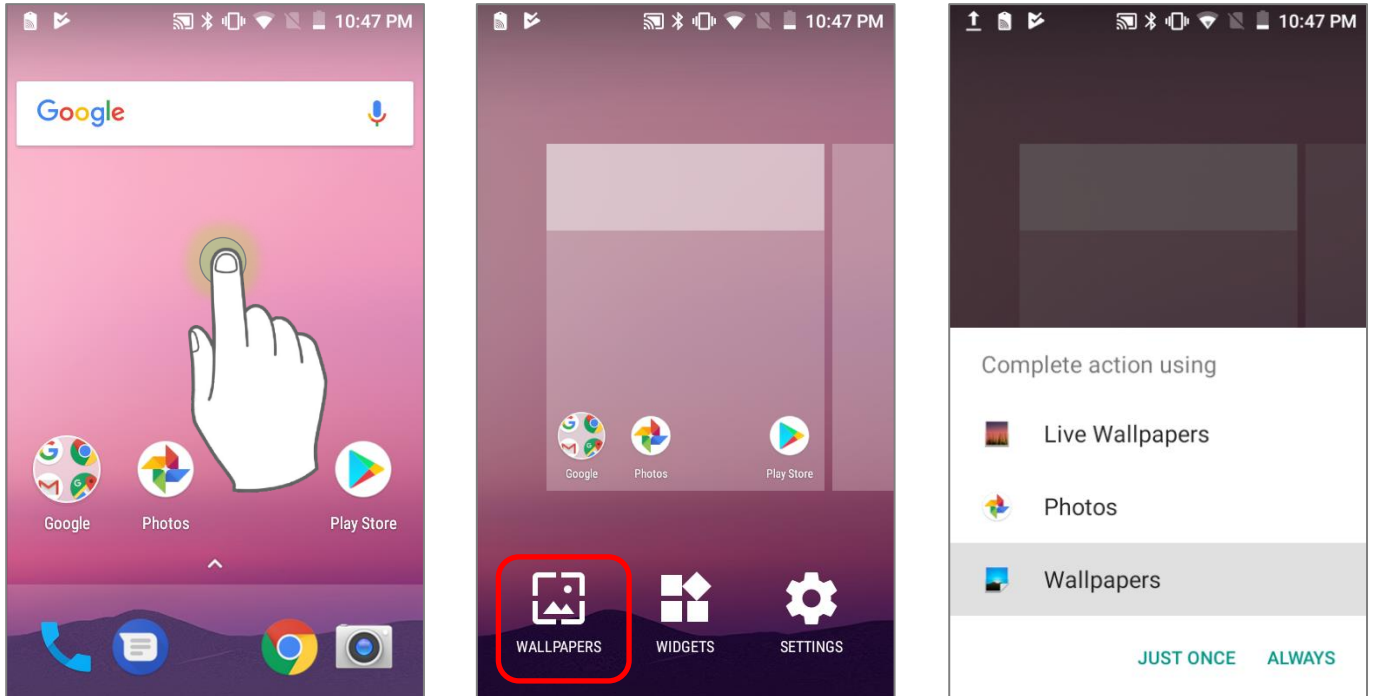 10:47 PM
Google
Google
Photos
Play Store
10:47 PM
Google
Photos
Play Store
WALLPAPERS
WIDGETS
SETTINGS
10:47 PM
Complete action using
Live Wallpapers
Photos
Wallpapers
JUST ONCE ALWAYS